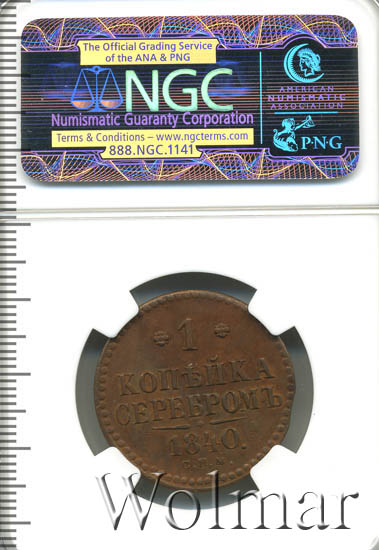 The Official Grading Service
of the ANA & PNG
NGC
Numismatic Guaranty Corporation
Terms & Conditions – www.ngcterms.com
888.NGC.1141
AMERICAN
NUMISMATIC
ASSOCIATION
P·N·G
1
КОПѢЙКА
СЕРЕБРОМЪ
1840.
Wolmar